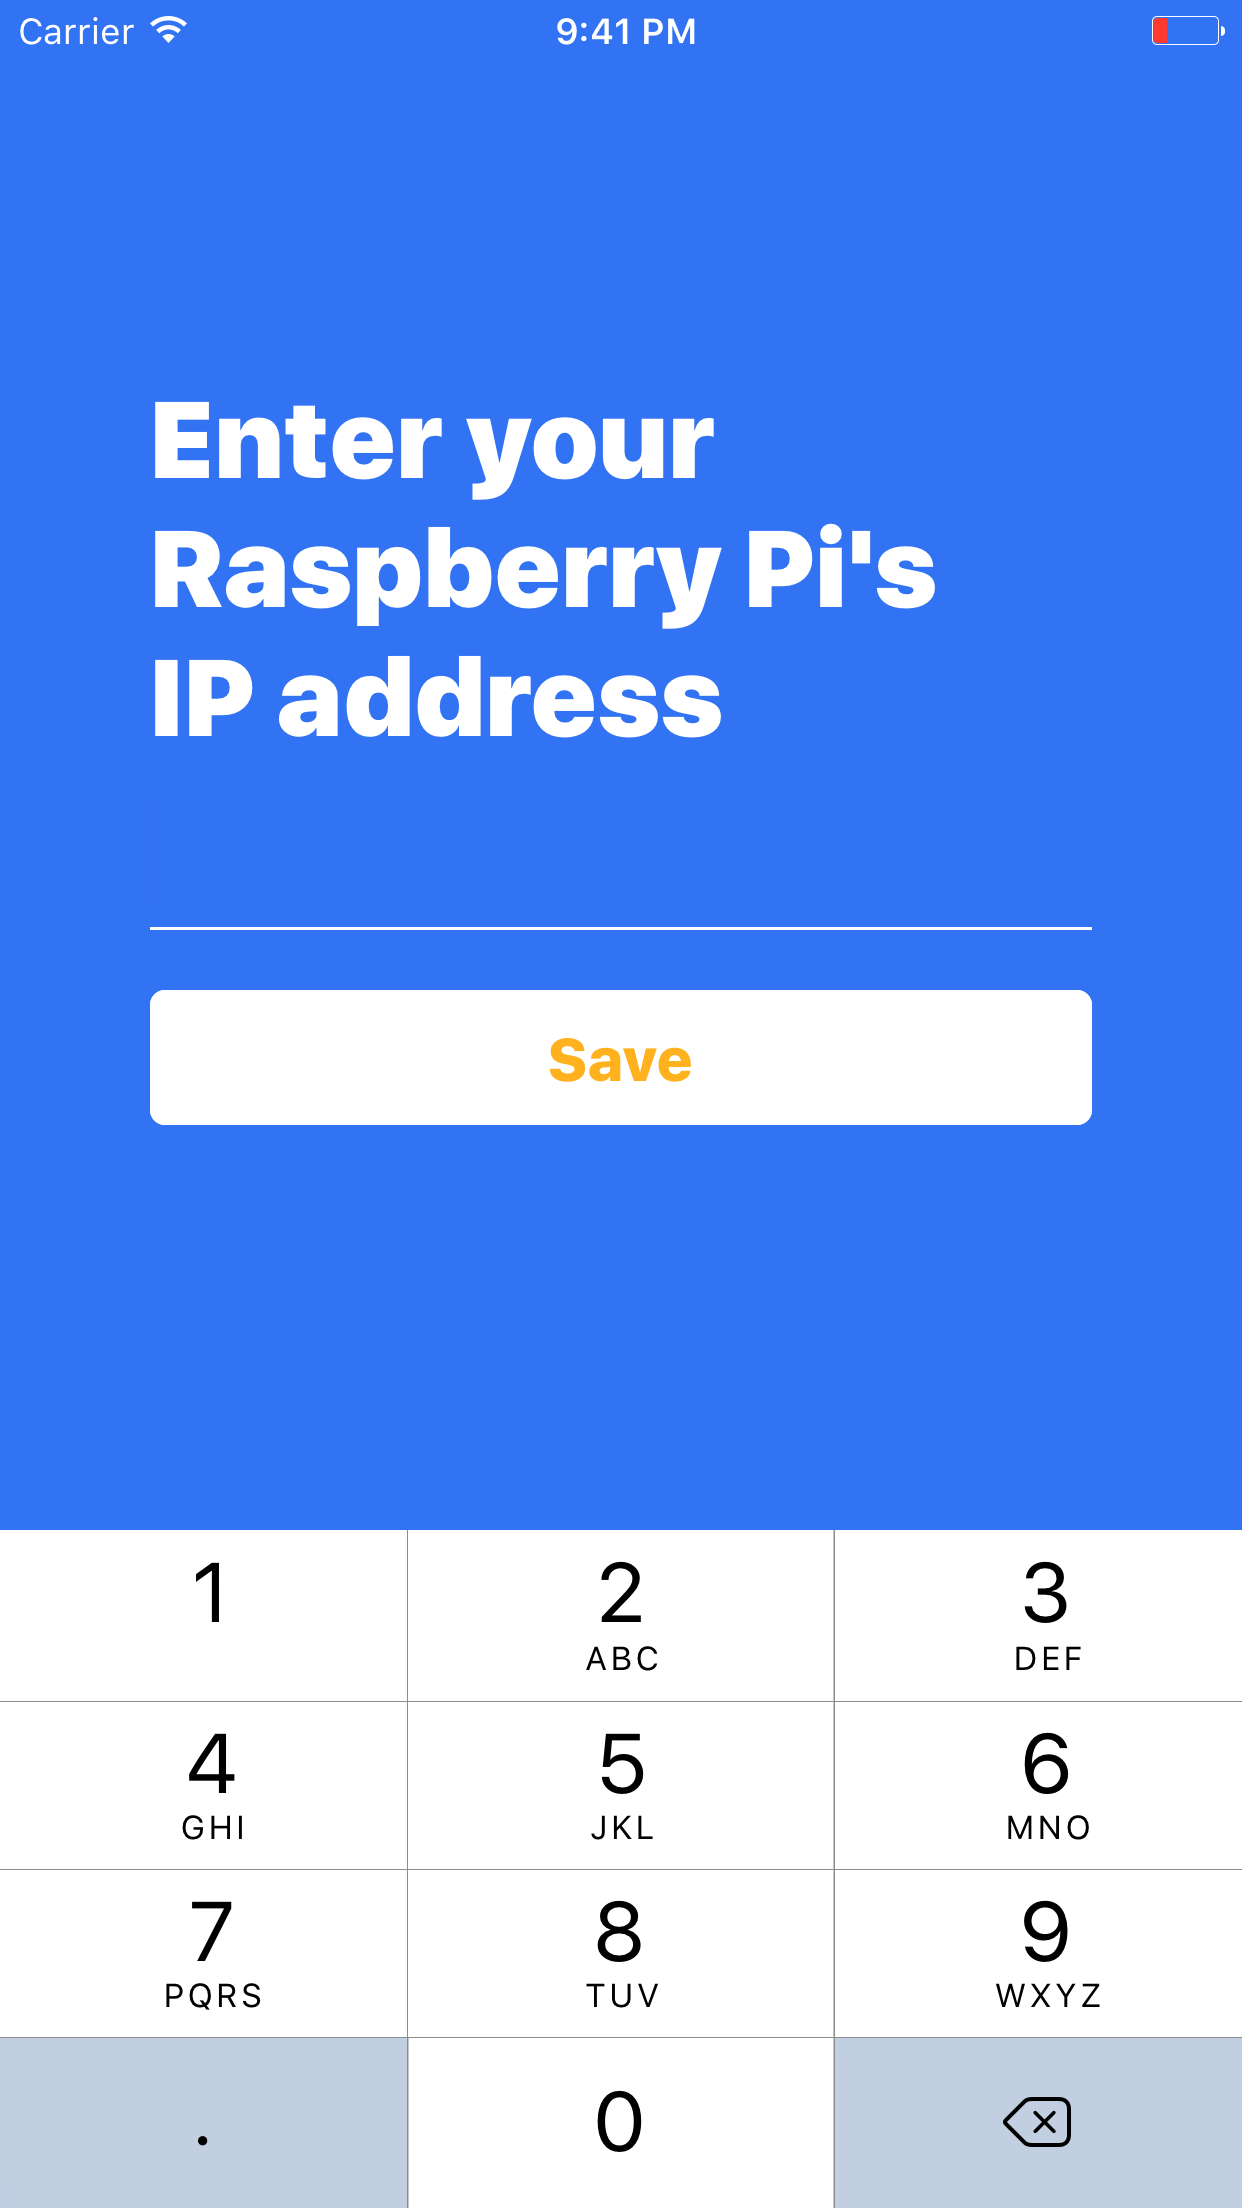 Carrier 9:41 PM
Enter your
Raspberry Pi's
IP address
Save
1 2 3
ABC DEF
4 5 6
GHI JKL MNO
7 8 9
PQRS TUV WXYZ
. 0